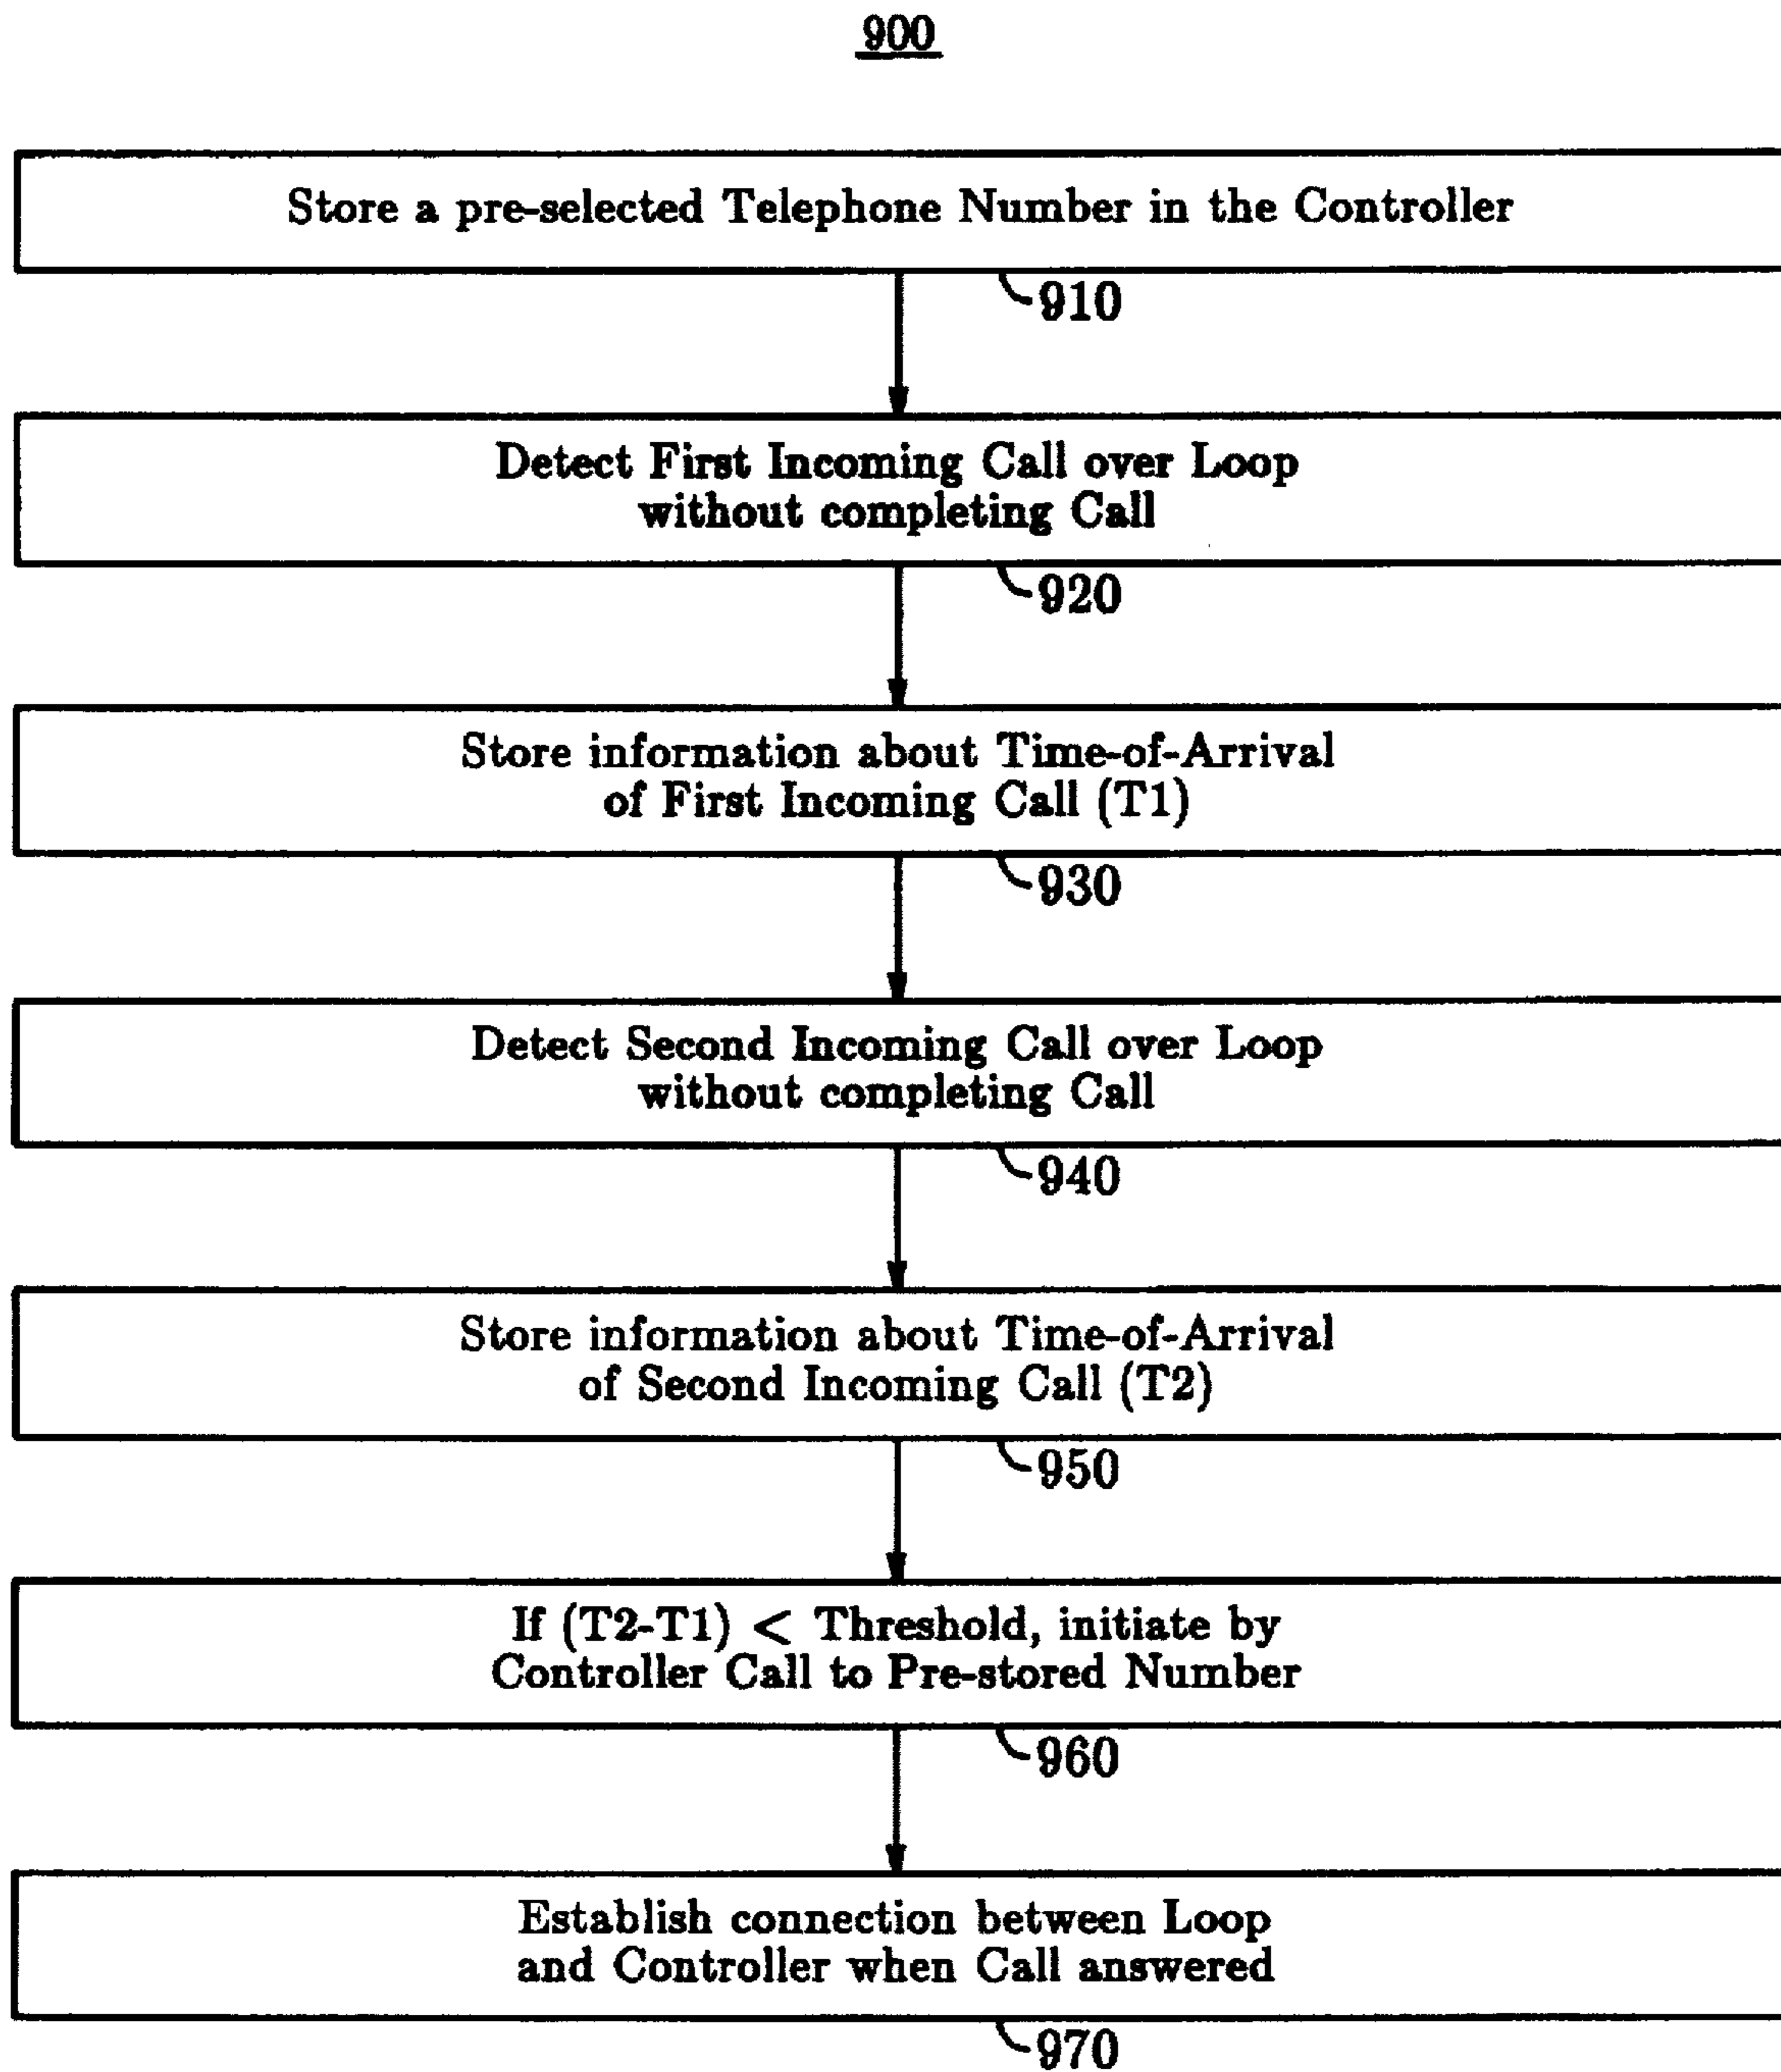 900
Store a pre-selected Telephone Number in the Controller
910
Detect First Incoming Call over Loop
without completing Call
920
Store information about Time-of-Arrival
of First Incoming Call (T1)
930
Detect Second Incoming Call over Loop
without completing Call
940
Store information about Time-of-Arrival
of Second Incoming Call (T2)
950
If (T2-T1) < Threshold, initiate by
Controller Call to Pre-stored Number
960
Establish connection between Loop
and Controller when Call answered
970